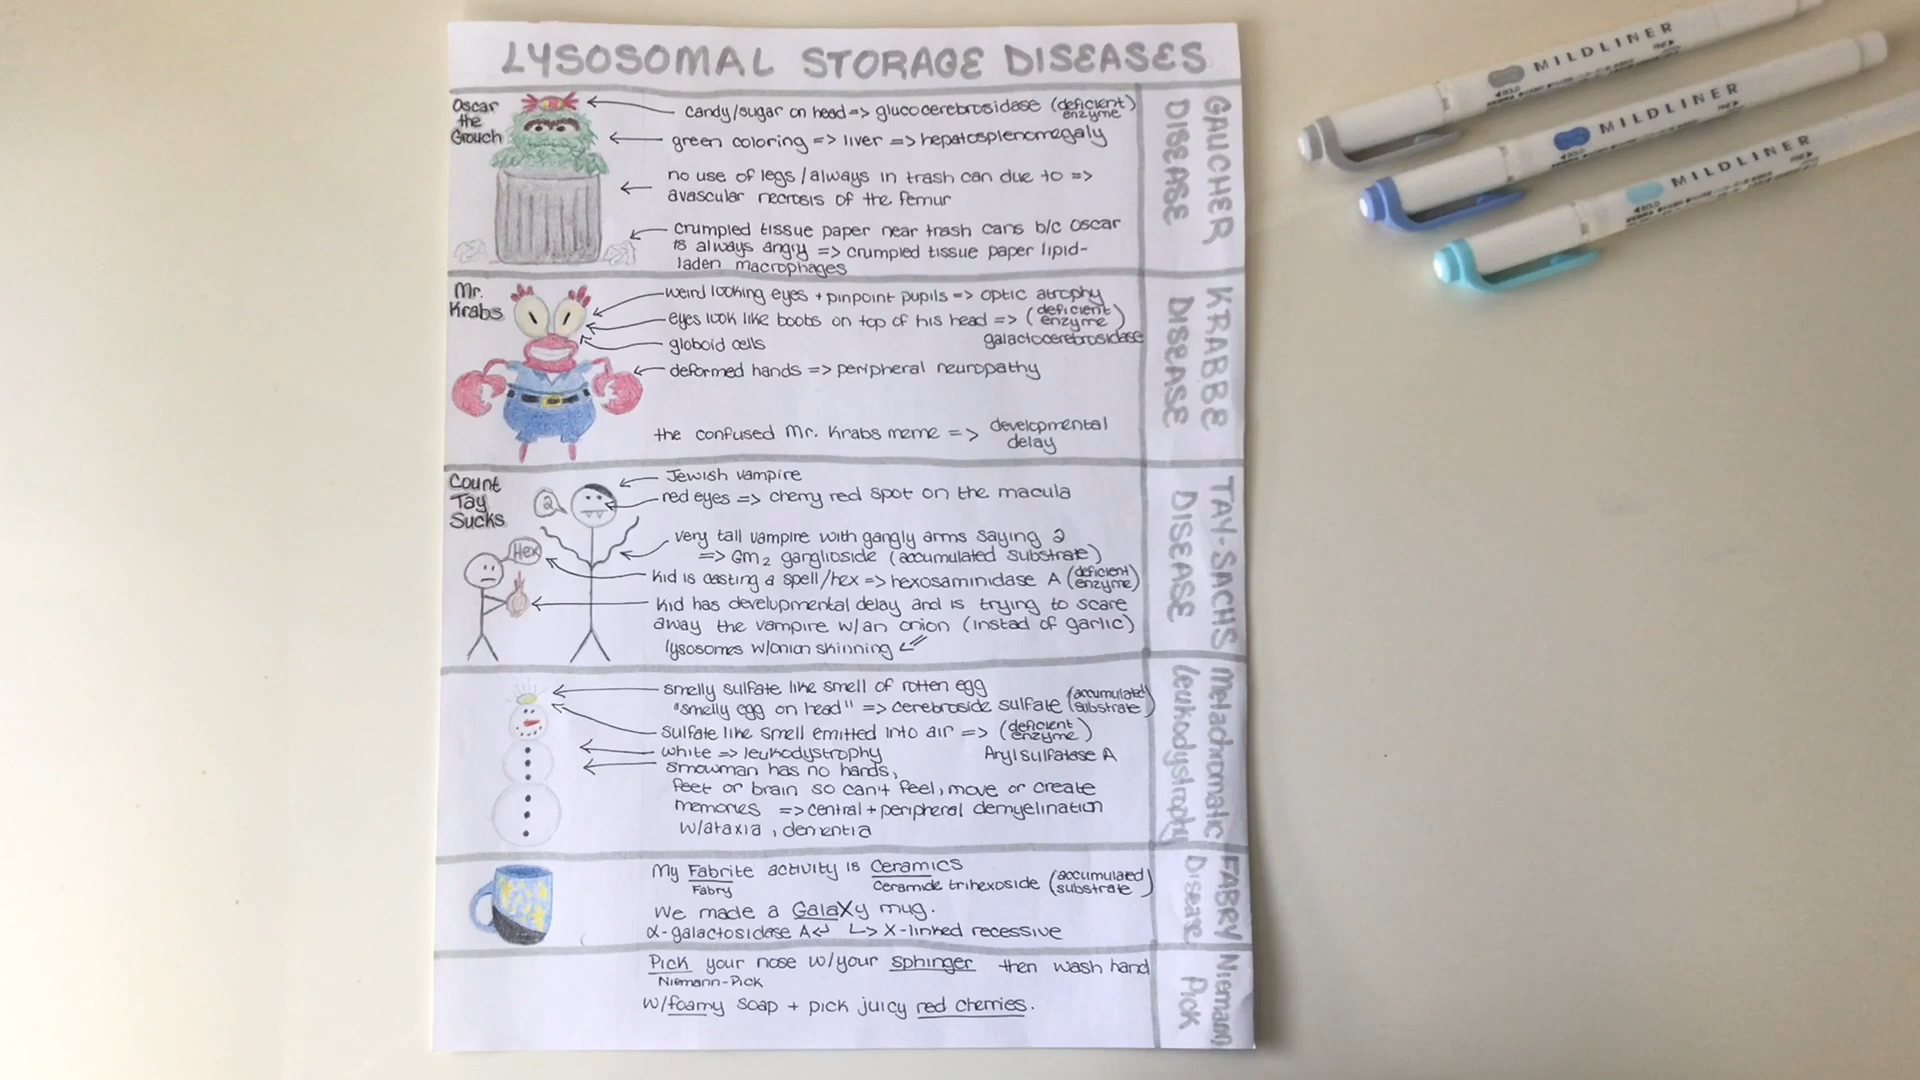 LYSOSOMAL STORAGE DISEASES
Oscar
the
Grouch
candy/sugar on head => glucocerebrosidase (deficient enzyme)
green coloring => liver => hepatosplenomegaly
no use of legs/always in trash can due to =>
avascular necrosis of the femur
crumpled tissue paper near trash cans b/c oscar
is always angry => crumpled tissue paper lipid-
laden macrophages
GAUCHER
DISEASE
Mr.
Krabs
weird looking eyes + pinpoint pupils => optic atrophy
eyes look like boobs on top of his head => (deficient enzyme)
globoid cells galactocerebrosidase
deformed hands => peripheral neuropathy
the confused Mr. Krabs meme => developmental
delay
KRABBE
DISEASE
Count
Tay
Sucks
2
Hex
Jewish vampire
red eyes => cherry red spot on the macula
very tall vampire with gangly arms saying 2
=> Gm2 ganglioside (accumulated substrate)
kid is casting a spell/hex => hexosaminidase A (deficient enzyme)
kid has developmental delay and is trying to scare
away the vampire w/an onion (instad of garlic)
lysosomes w/onion skinning
TAY-SACHS
DISEASE
smelly sulfate like smell of rotten egg
"smelly egg on head" => cerebroside sulfate (accumulated substrate)
sulfate like smell emitted into air => (deficient enzyme)
white => leukodystrophy Arylsulfatase A
snowman has no hands,
feet or brain so can't feel, move or create
memories => central + peripheral demyelination
w/ataxia, dementia
Metachromatic
leukodystrophy
My Fabrite activity is Ceramics
Fabry Ceramide trihexoside (accumulaed substrate)
We made a GalaXy mug.
α-galactosidase A X-linked recessive
FABRY
Disease
Pick your nose w/your sphinger then wash hand
Niemann-Pick
w/foamy soap + pick juicy red cherries.
Niemann
Pick
MILDLINER
BOLD
FINE
MILDLINER
BOLD
FINE
MILDLINER
BOLD
FINE